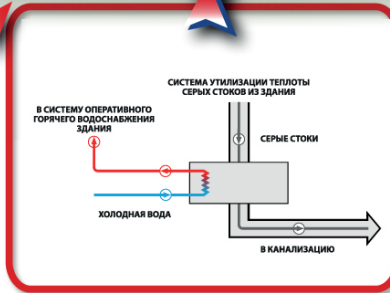 СИСТЕМА УТИЛИЗАЦИИ ТЕПЛОТЫ
СЕРЫХ СТОКОВ ИЗ ЗДАНИЯ
В СИСТЕМУ ОПЕРАТИВНОГО
ГОРЯЧЕГО ВОДОСНАБЖЕНИЯ
ЗДАНИЯ
СЕРЫЕ СТОКИ
ХОЛОДНАЯ ВОДА
В КАНАЛИЗАЦИЮ